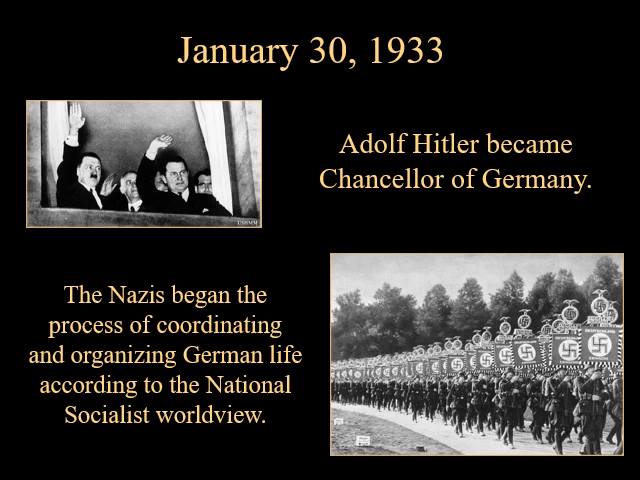 January 30, 1933
USHMM
Adolf Hitler became
Chancellor of Germany.
The Nazis began the
process of coordinating
and organizing German life
according to the National
Socialist worldview.